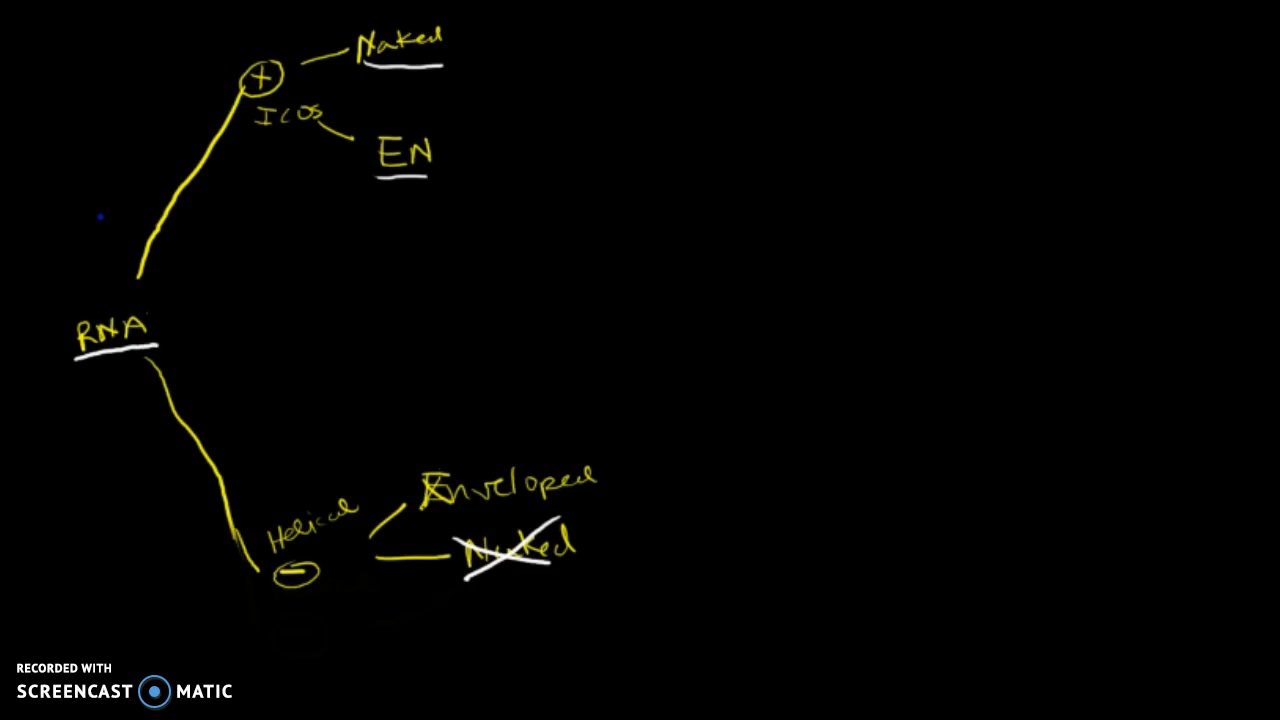 Naked
+
ICOS
EN
RNA
Enveloped
Helical
Naked
−
RECORDED WITH
SCREENCAST MATIC